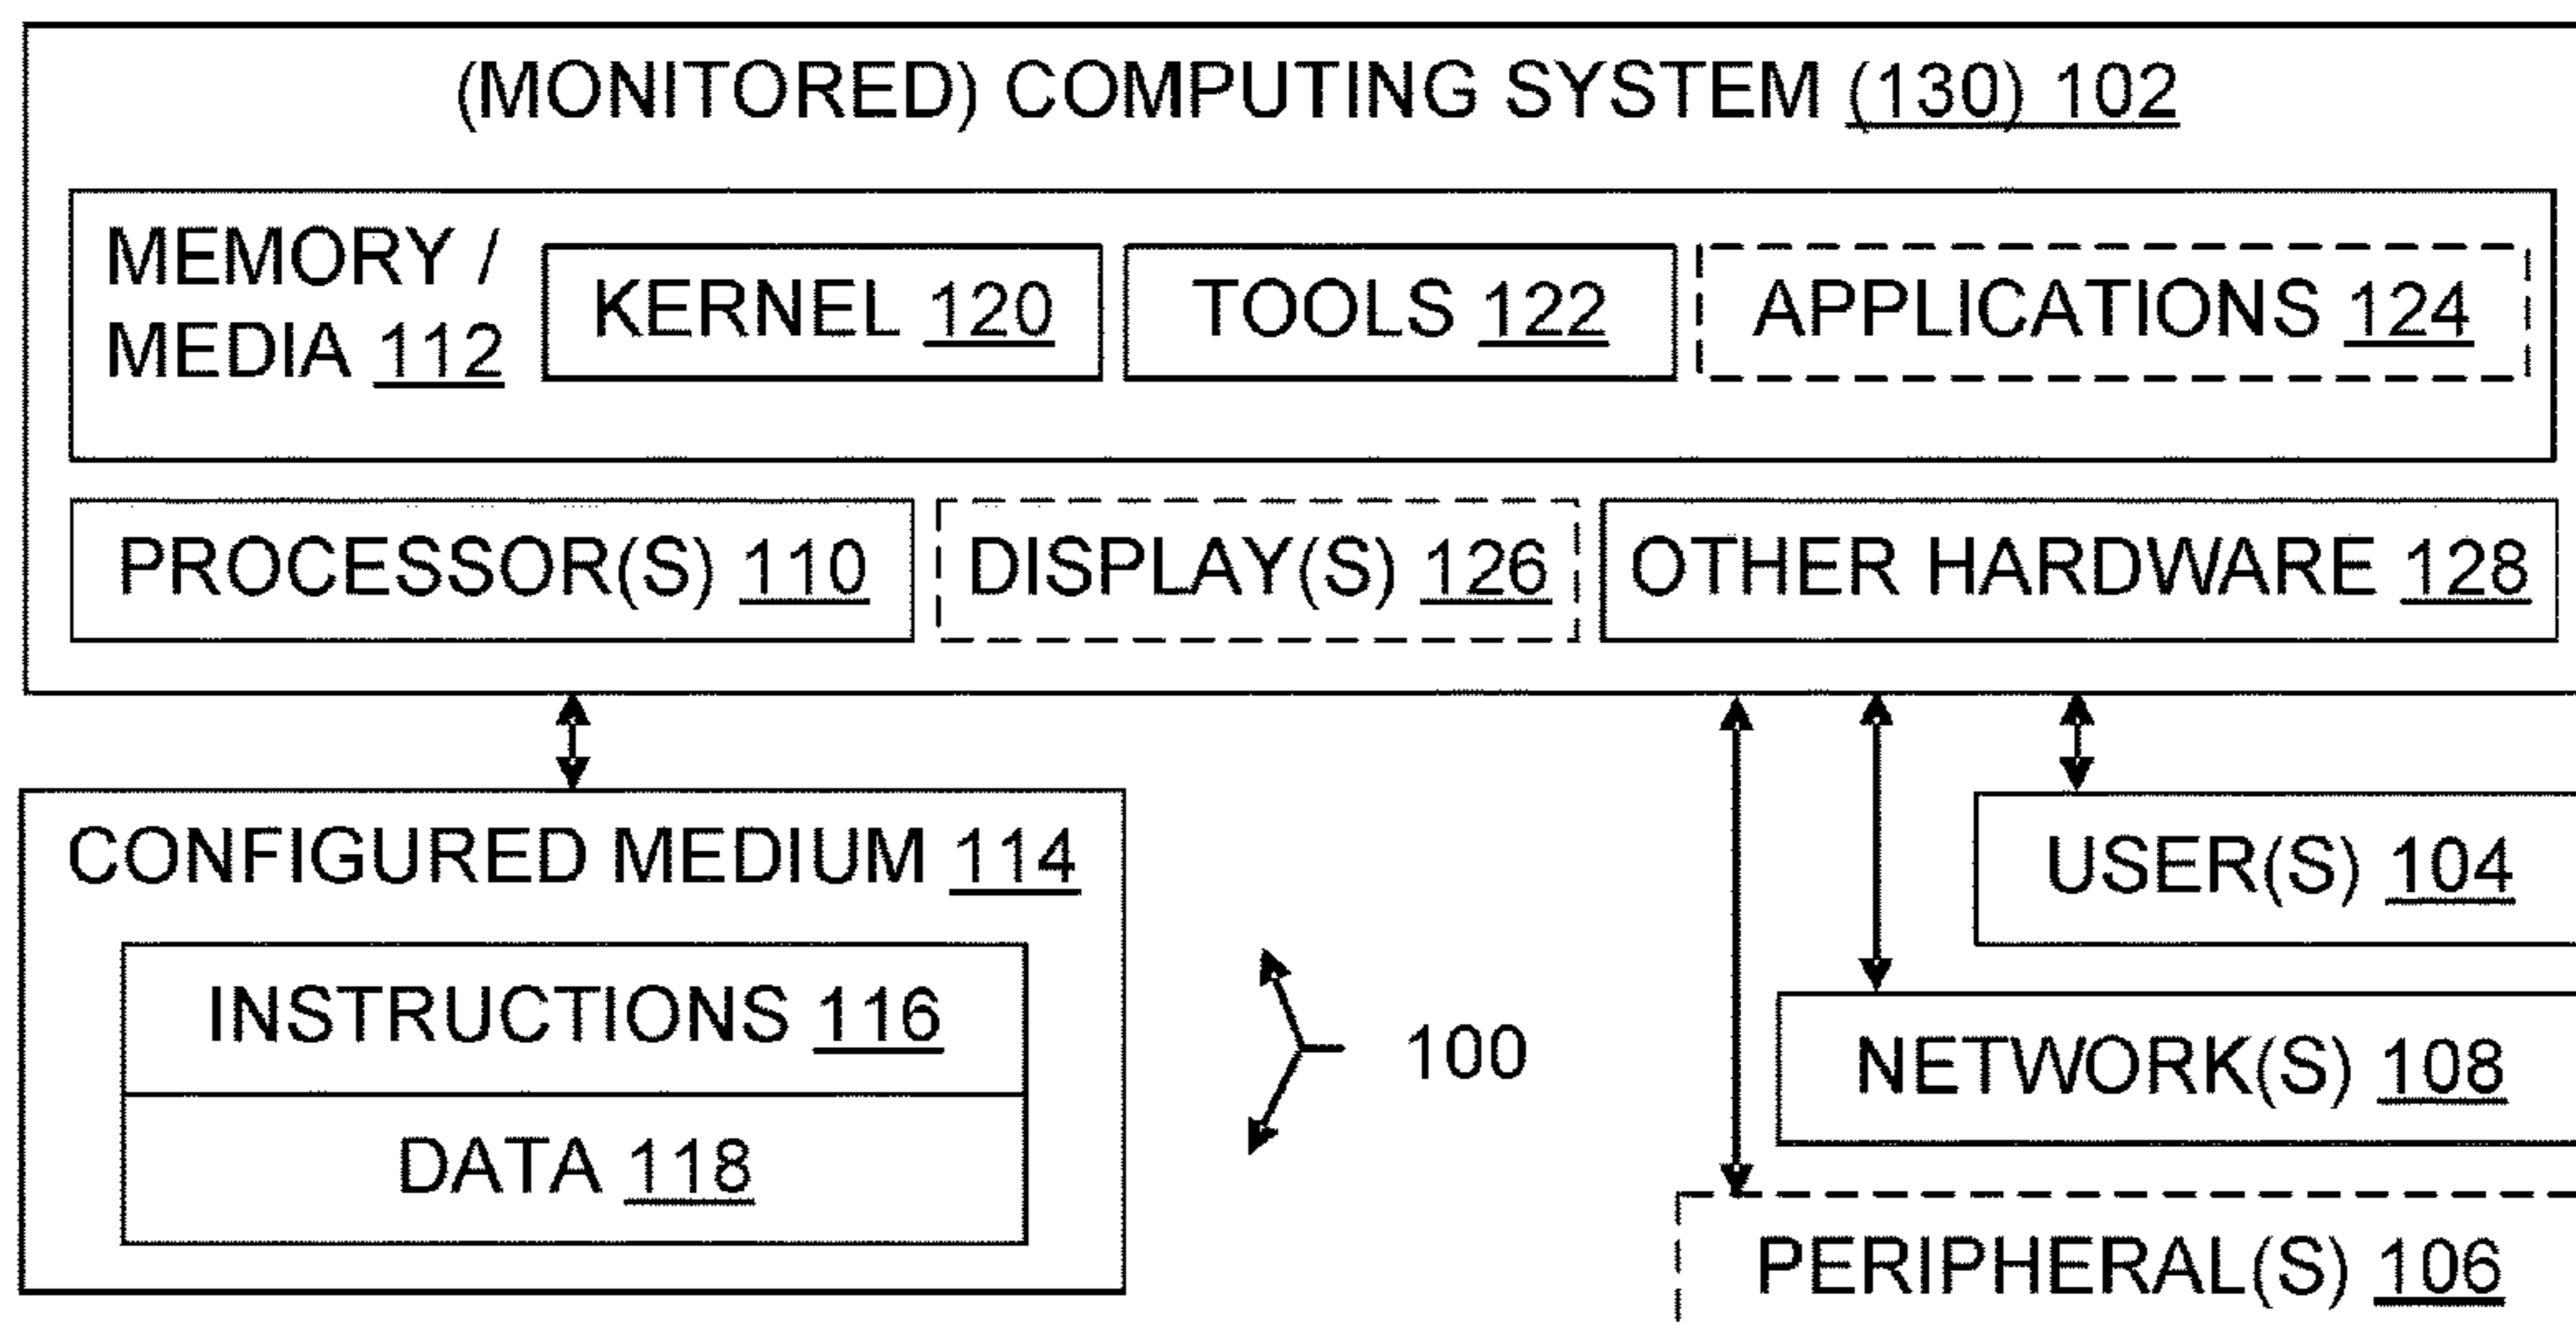 (MONITORED) COMPUTING SYSTEM (130) 102
MEMORY /
MEDIA 112
KERNEL 120
TOOLS 122
APPLICATIONS 124
PROCESSOR(S) 110
DISPLAY(S) 126
OTHER HARDWARE 128
CONFIGURED MEDIUM 114
INSTRUCTIONS 116
DATA 118
100
USER(S) 104
NETWORK(S) 108
PERIPHERAL(S) 106